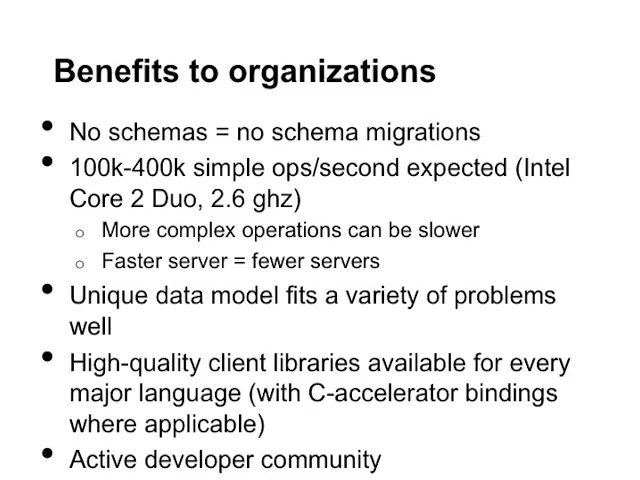 Benefits to organizations
• No schemas = no schema migrations
• 100k-400k simple ops/second expected (Intel
Core 2 Duo, 2.6 ghz)
o More complex operations can be slower
o Faster server = fewer servers
• Unique data model fits a variety of problems
well
• High-quality client libraries available for every
major language (with C-accelerator bindings
where applicable)
• Active developer community